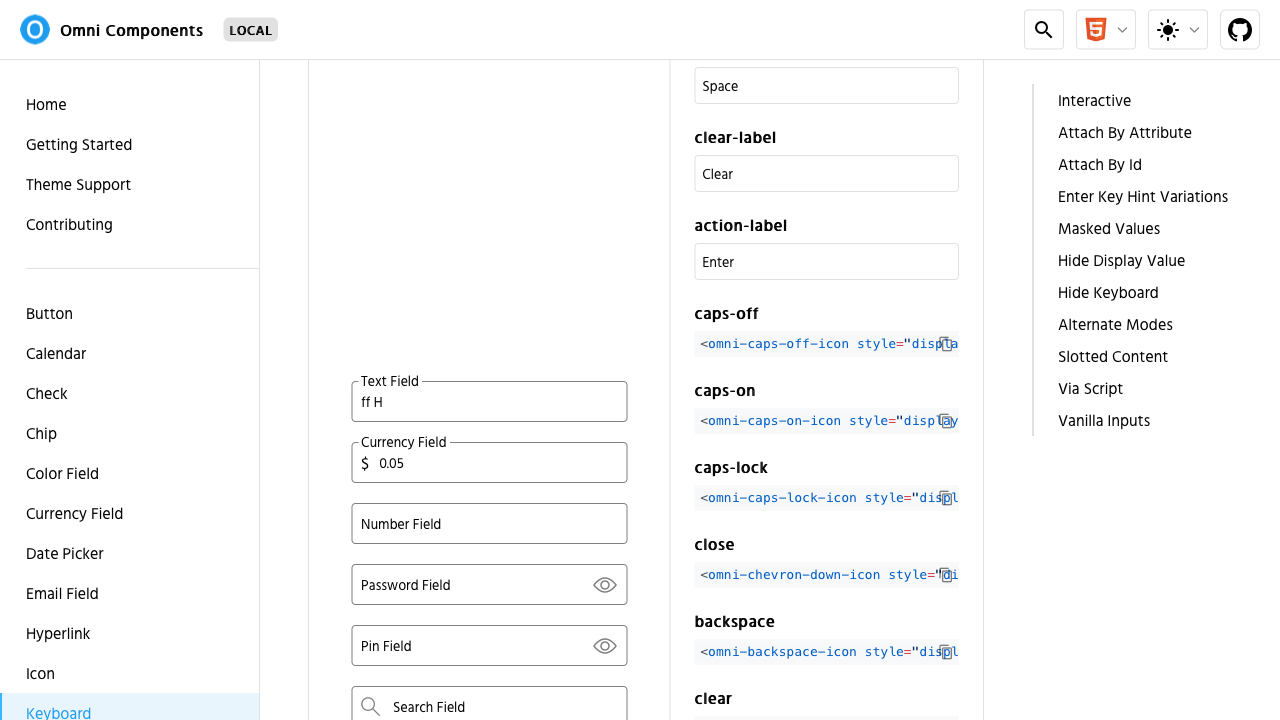 Omni Components
LOCAL
Home
Getting Started
Theme Support
Contributing
Button
Calendar
Check
Chip
Color Field
Currency Field
Date Picker
Email Field
Hyperlink
Icon
Keyboard
Text Field
ff H
Currency Field
$ 0.05
Number Field
Password Field
Pin Field
Search Field
Space
clear-label
Clear
action-label
Enter
caps-off
<omni-caps-off-icon style="displa
caps-on
<omni-caps-on-icon style="display
caps-lock
<omni-caps-lock-icon style="displ
close
<omni-chevron-down-icon style="di
backspace
<omni-backspace-icon style="displ
clear
Interactive
Attach By Attribute
Attach By Id
Enter Key Hint Variations
Masked Values
Hide Display Value
Hide Keyboard
Alternate Modes
Slotted Content
Via Script
Vanilla Inputs